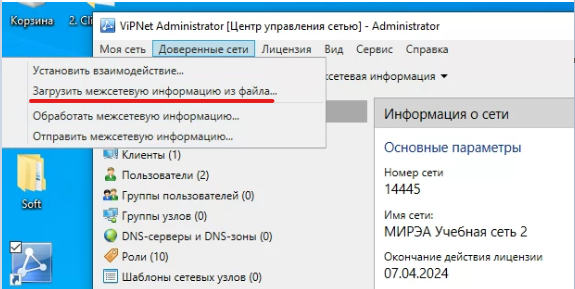 Корзина
2. Cli
ViPNet Administrator [Центр управления сетью] - Administrator
Моя сеть Доверенные сети Лицензия Вид Сервис Справка
Установить взаимодействие...
Загрузить межсетевую информацию из файла...
Обработать межсетевую информацию...
Отправить межсетевую информацию...
сетевая информация
Клиенты (1)
Пользователи (2)
Группы пользователей (0)
Группы узлов (0)
DNS-серверы и DNS-зоны (0)
Роли (10)
Шаблоны сетевых узлов (0)
Soft
Информация о сети
Основные параметры
Номер сети
14445
Имя сети:
МИРЭА Учебная сеть 2
Окончание действия лицензии
07.04.2024